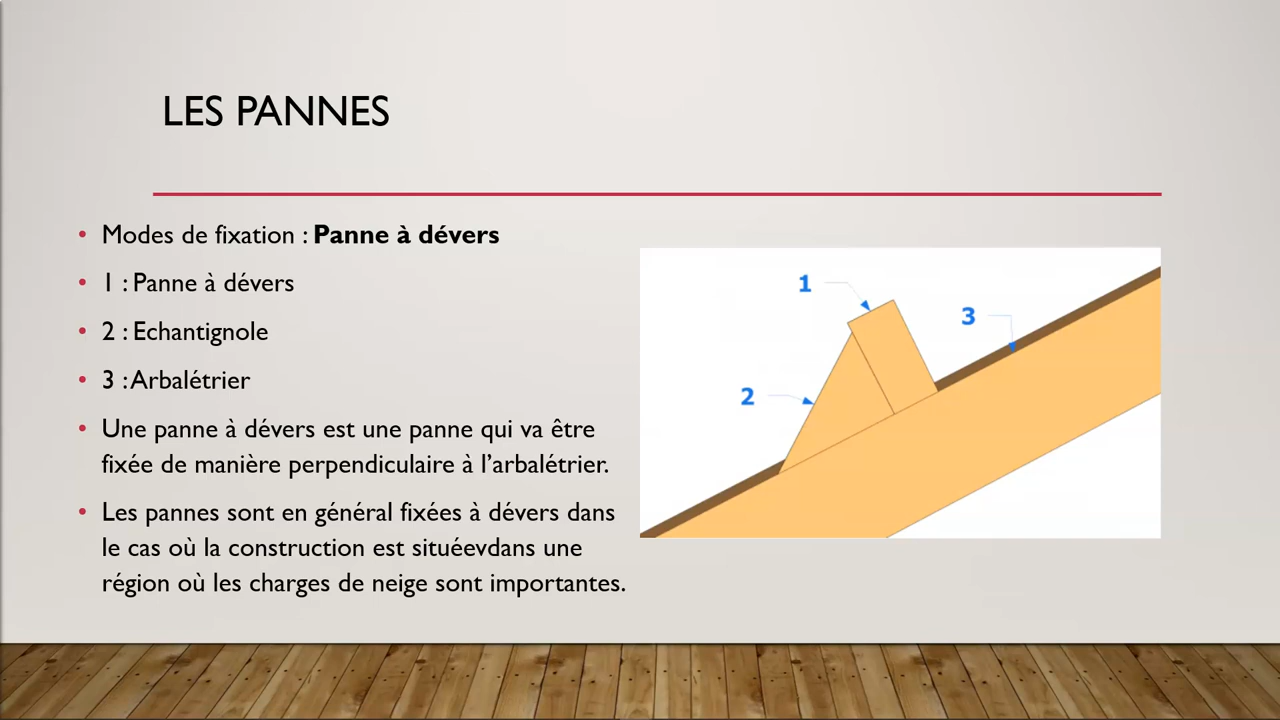 LES PANNES
Modes de fixation : Panne à dévers
1 : Panne à dévers
2 : Echantignole
3 : Arbalétrier
Une panne à dévers est une panne qui va être
fixée de manière perpendiculaire à l'arbalétrier.
Les pannes sont en général fixées à dévers dans
le cas où la construction est situéevdans une
région où les charges de neige sont importantes.
1
3
2